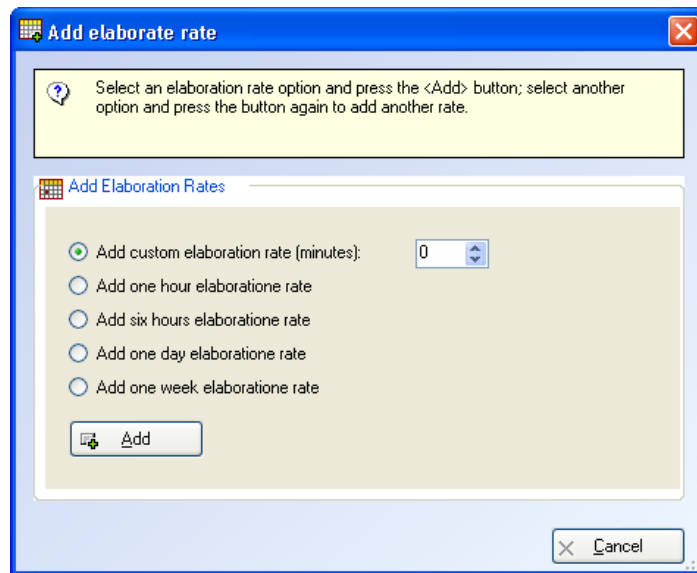 Add elaborate rate
Select an elaboration rate option and press the <Add> button; select another
option and press the button again to add another rate.
Add Elaboration Rates
Add custom elaboration rate (minutes): 0
Add one hour elaboratione rate
Add six hours elaboratione rate
Add one day elaboratione rate
Add one week elaboratione rate
Add
Cancel